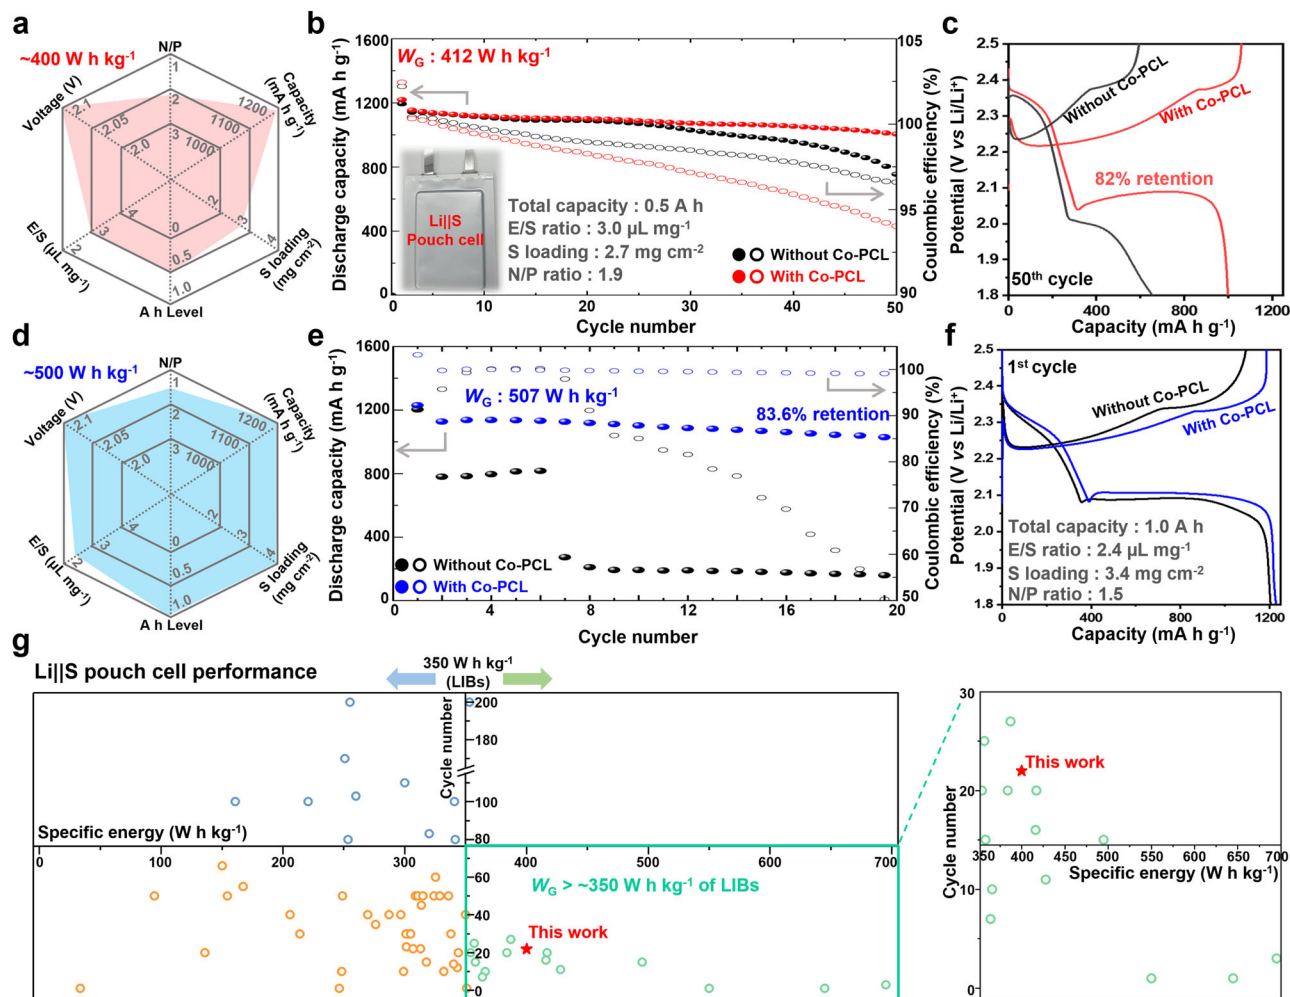 a
~400 W h kg⁻¹
N/P
1
2
3
Capacity
(mA h g⁻¹)
1200
1100
1000
Voltage (V)
2.1
2.05
2.0
E/S (µL mg⁻¹)
2
3
4
S loading
(mg cm⁻²)
4
3
2
0
0.5
1.0
A h Level
b
W_G : 412 W h kg⁻¹
Discharge capacity (mA h g⁻¹)
1600
1200
800
400
0
Coulombic efficiency (%)
105
100
95
90
Li||S
Pouch cell
Total capacity : 0.5 A h
E/S ratio : 3.0 µL mg⁻¹
S loading : 2.7 mg cm⁻²
N/P ratio : 1.9
Without Co-PCL
With Co-PCL
0 10 20 30 40 50
Cycle number
c
Potential (V vs Li/Li⁺)
2.5
2.4
2.3
2.2
2.1
2.0
1.9
1.8
Without Co-PCL
With Co-PCL
82% retention
50th cycle
0 400 800 1200
Capacity (mA h g⁻¹)
d
~500 W h kg⁻¹
N/P
1
2
3
Capacity
(mA h g⁻¹)
1200
1100
1000
Voltage (V)
2.1
2.05
2.0
E/S (µL mg⁻¹)
2
3
4
S loading
(mg cm⁻²)
4
3
2
0
0.5
1.0
A h Level
e
Discharge capacity (mA h g⁻¹)
1600
1200
800
400
0
Coulombic efficiency (%)
100
90
80
70
60
50
W_G : 507 W h kg⁻¹
83.6% retention
Without Co-PCL
With Co-PCL
0 4 8 12 16 20
Cycle number
f
1st cycle
Potential (V vs Li/Li⁺)
2.5
2.4
2.3
2.2
2.1
2.0
1.9
1.8
Without Co-PCL
With Co-PCL
Total capacity : 1.0 A h
E/S ratio : 2.4 µL mg⁻¹
S loading : 3.4 mg cm⁻²
N/P ratio : 1.5
0 400 800 1200
Capacity (mA h g⁻¹)
g
Li||S pouch cell performance
350 W h kg⁻¹
(LIBs)
Cycle number
200
180
100
80
60
40
20
0
Specific energy (W h kg⁻¹)
0 100 200 300 400 500 600 700
W_G > ~350 W h kg⁻¹ of LIBs
This work
Cycle number
30
20
10
0
This work
350 400 450 500 550 600 650 700
Specific energy (W h kg⁻¹)